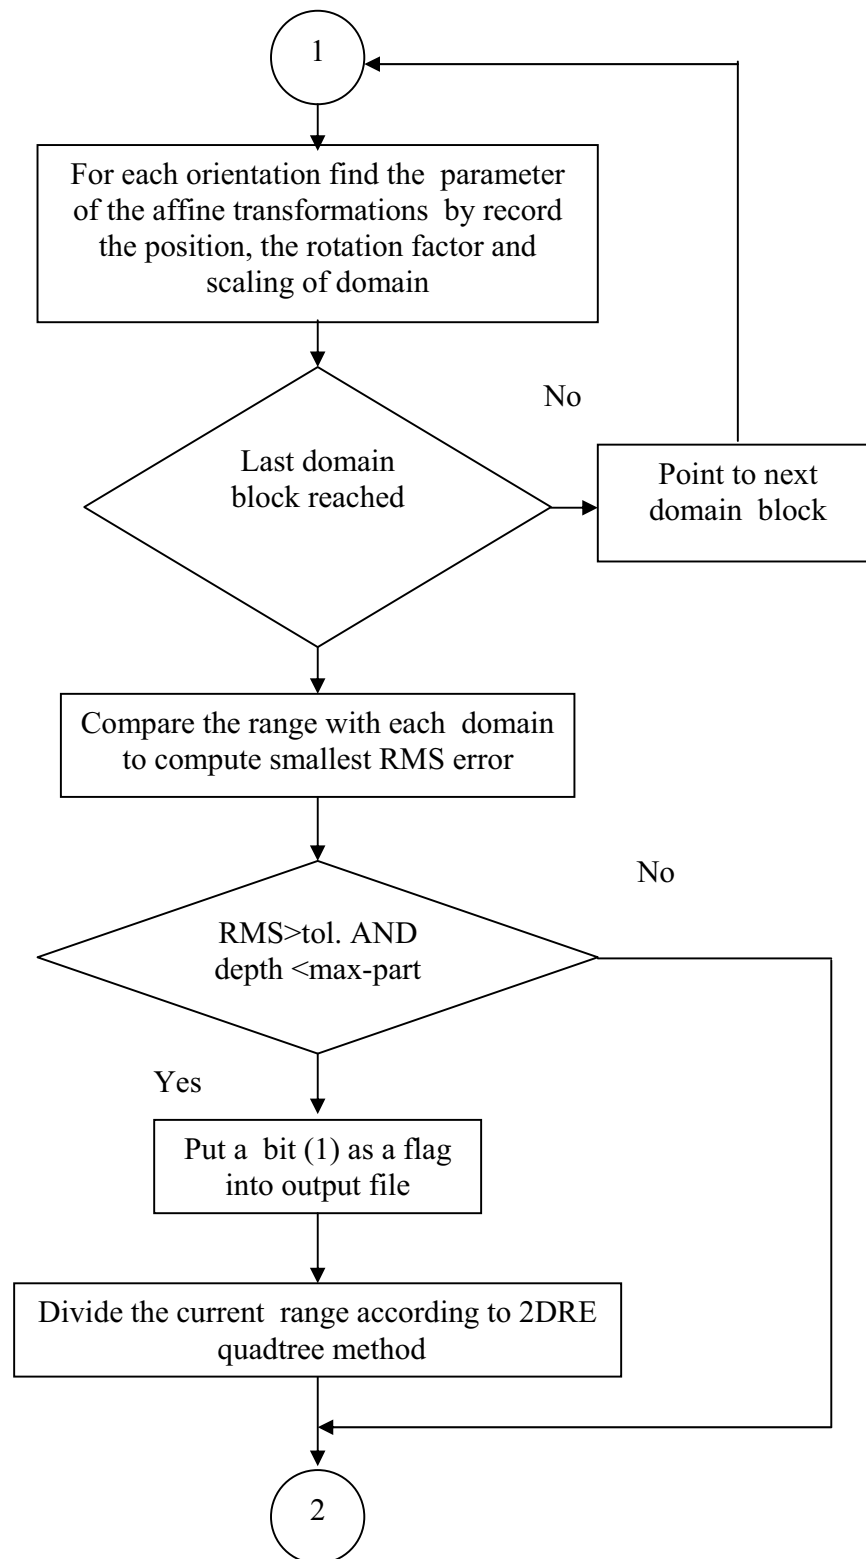 1
For each orientation find the parameter
of the affine transformations by record
the position, the rotation factor and
scaling of domain
No
Last domain
block reached
Point to next
domain block
Compare the range with each domain
to compute smallest RMS error
No
RMS>tol. AND
depth <max-part
Yes
Put a bit (1) as a flag
into output file
Divide the current range according to 2DRE
quadtree method
2